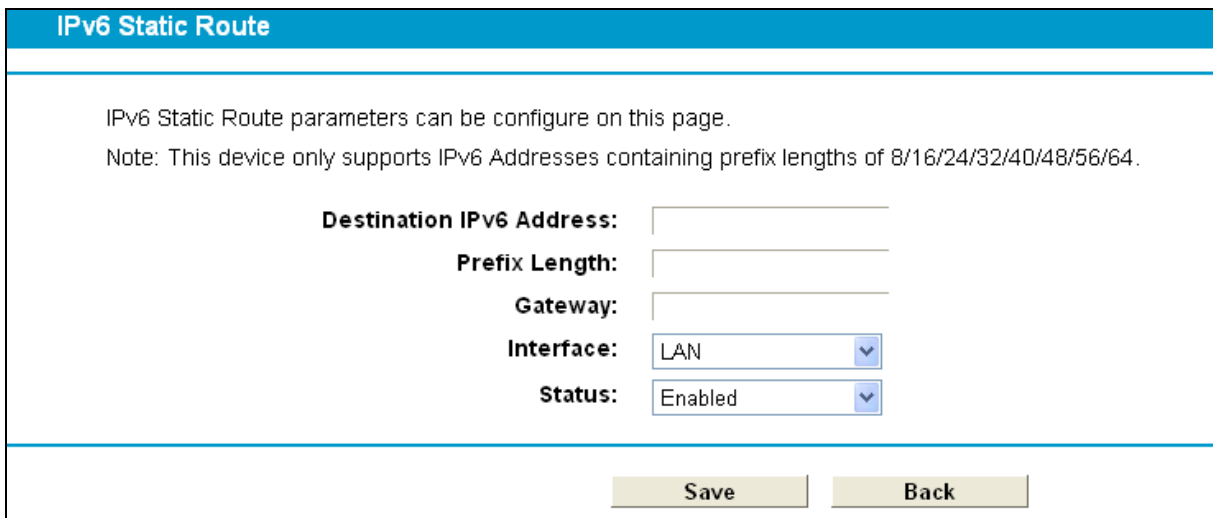 IPv6 Static Route
IPv6 Static Route parameters can be configure on this page.
Note: This device only supports IPv6 Addresses containing prefix lengths of 8/16/24/32/40/48/56/64.
Destination IPv6 Address:
Prefix Length:
Gateway:
Interface: LAN
Status: Enabled
Save Back